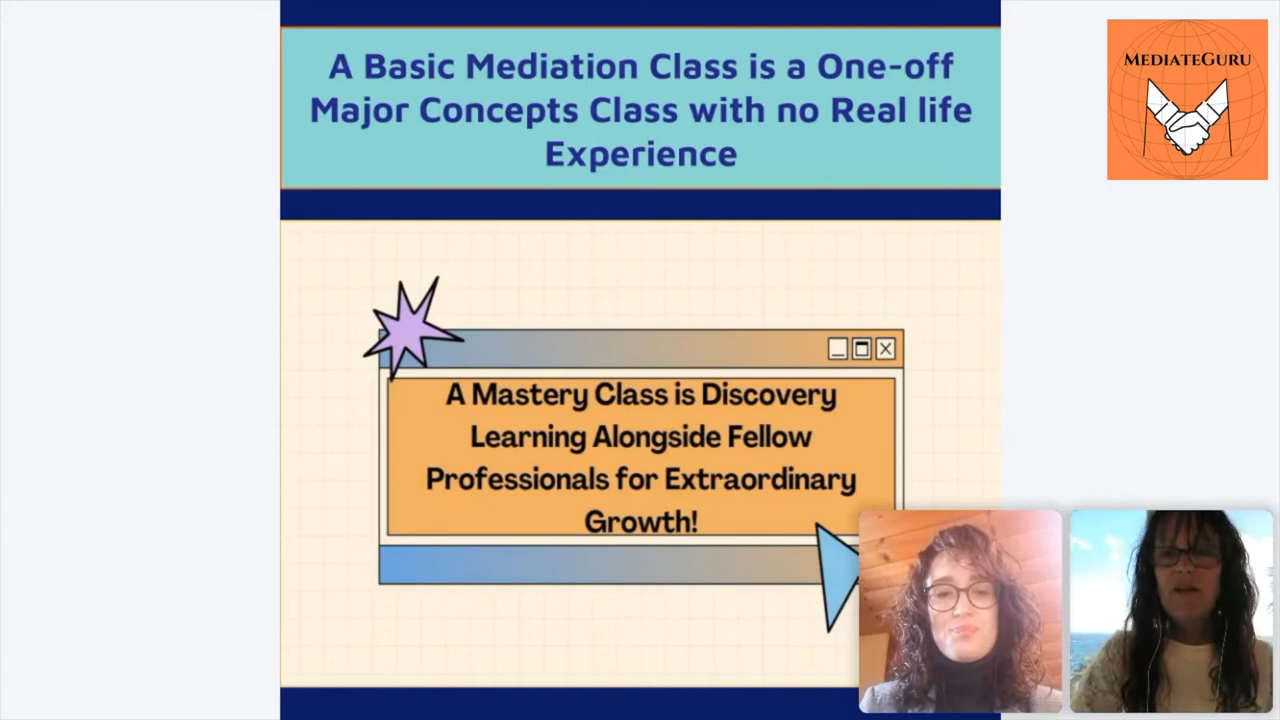 A Basic Mediation Class is a One-off
Major Concepts Class with no Real life
Experience
MEDIATEGURU
A Mastery Class is Discovery
Learning Alongside Fellow
Professionals for Extraordinary
Growth!